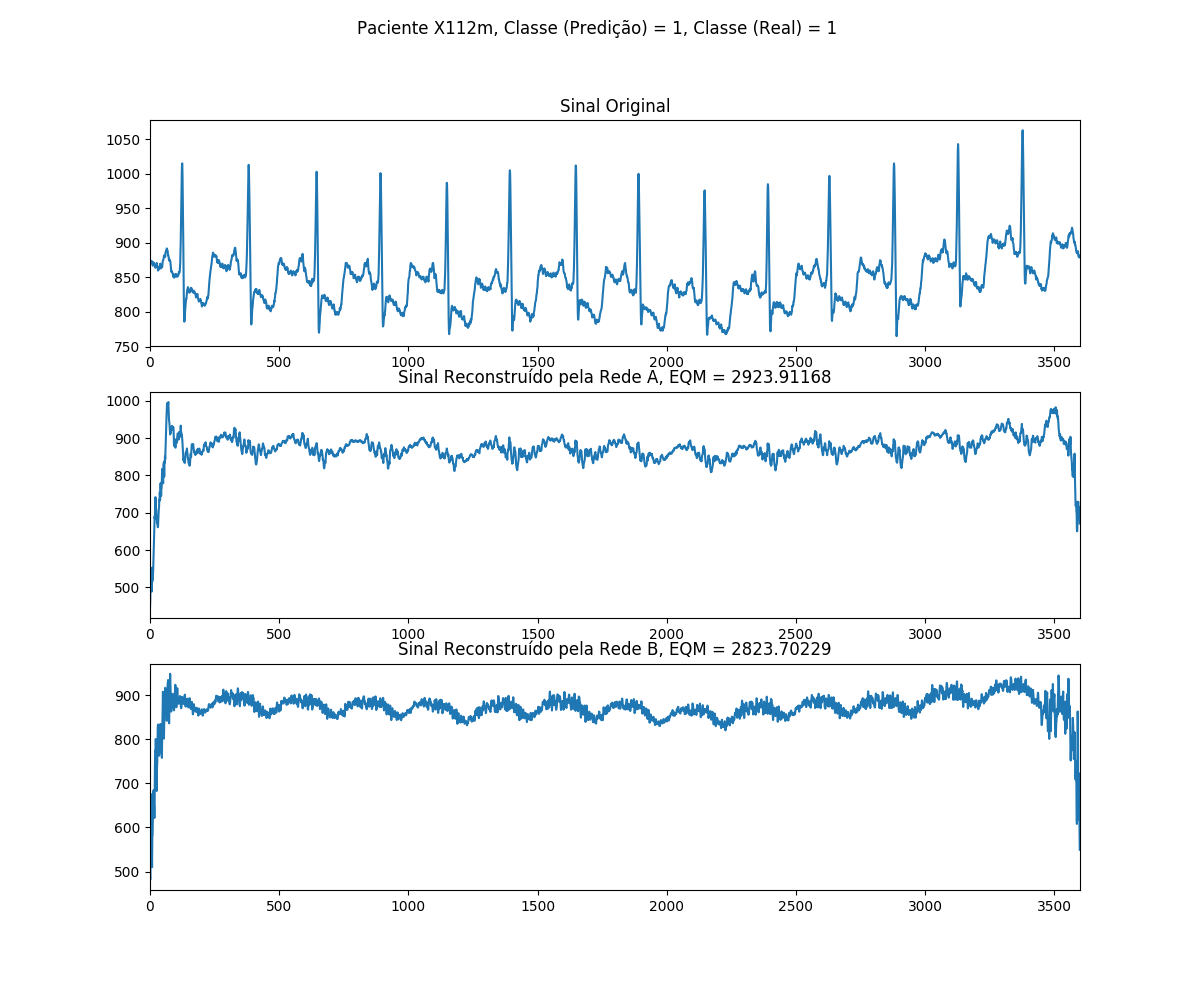 Paciente X112m, Classe (Predição) = 1, Classe (Real) = 1
Sinal Original
1050
1000
950
900
850
800
750
0 500 1000 1500 2000 2500 3000 3500
Sinal Reconstruído pela Rede A, EQM = 2923.91168
1000
900
800
700
600
500
0 500 1000 1500 2000 2500 3000 3500
Sinal Reconstruído pela Rede B, EQM = 2823.70229
900
800
700
600
500
0 500 1000 1500 2000 2500 3000 3500